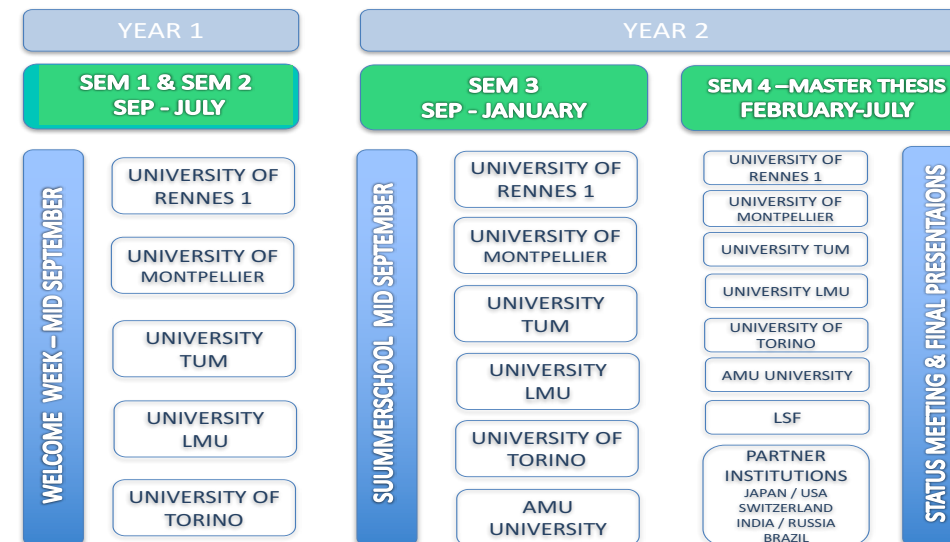 YEAR 1
YEAR 2
SEM 1 & SEM 2
SEP - JULY
SEM 3
SEP - JANUARY
SEM 4 –MASTER THESIS
FEBRUARY-JULY
WELCOME WEEK – MID SEPTEMBER
UNIVERSITY OF
RENNES 1
UNIVERSITY OF
MONTPELLIER
UNIVERSITY
TUM
UNIVERSITY
LMU
UNIVERSITY OF
TORINO
SUUMMERSCHOOL MID SEPTEMBER
UNIVERSITY OF
RENNES 1
UNIVERSITY OF
MONTPELLIER
UNIVERSITY
TUM
UNIVERSITY
LMU
UNIVERSITY OF
TORINO
AMU
UNIVERSITY
UNIVERSITY OF
RENNES 1
UNIVERSITY OF
MONTPELLIER
UNIVERSITY TUM
UNIVERSITY LMU
UNIVERSITY OF
TORINO
AMU UNIVERSITY
LSF
PARTNER
INSTITUTIONS
JAPAN / USA
SWITZERLAND
INDIA / RUSSIA
BRAZIL
STATUS MEETING & FINAL PRESENTAIONS